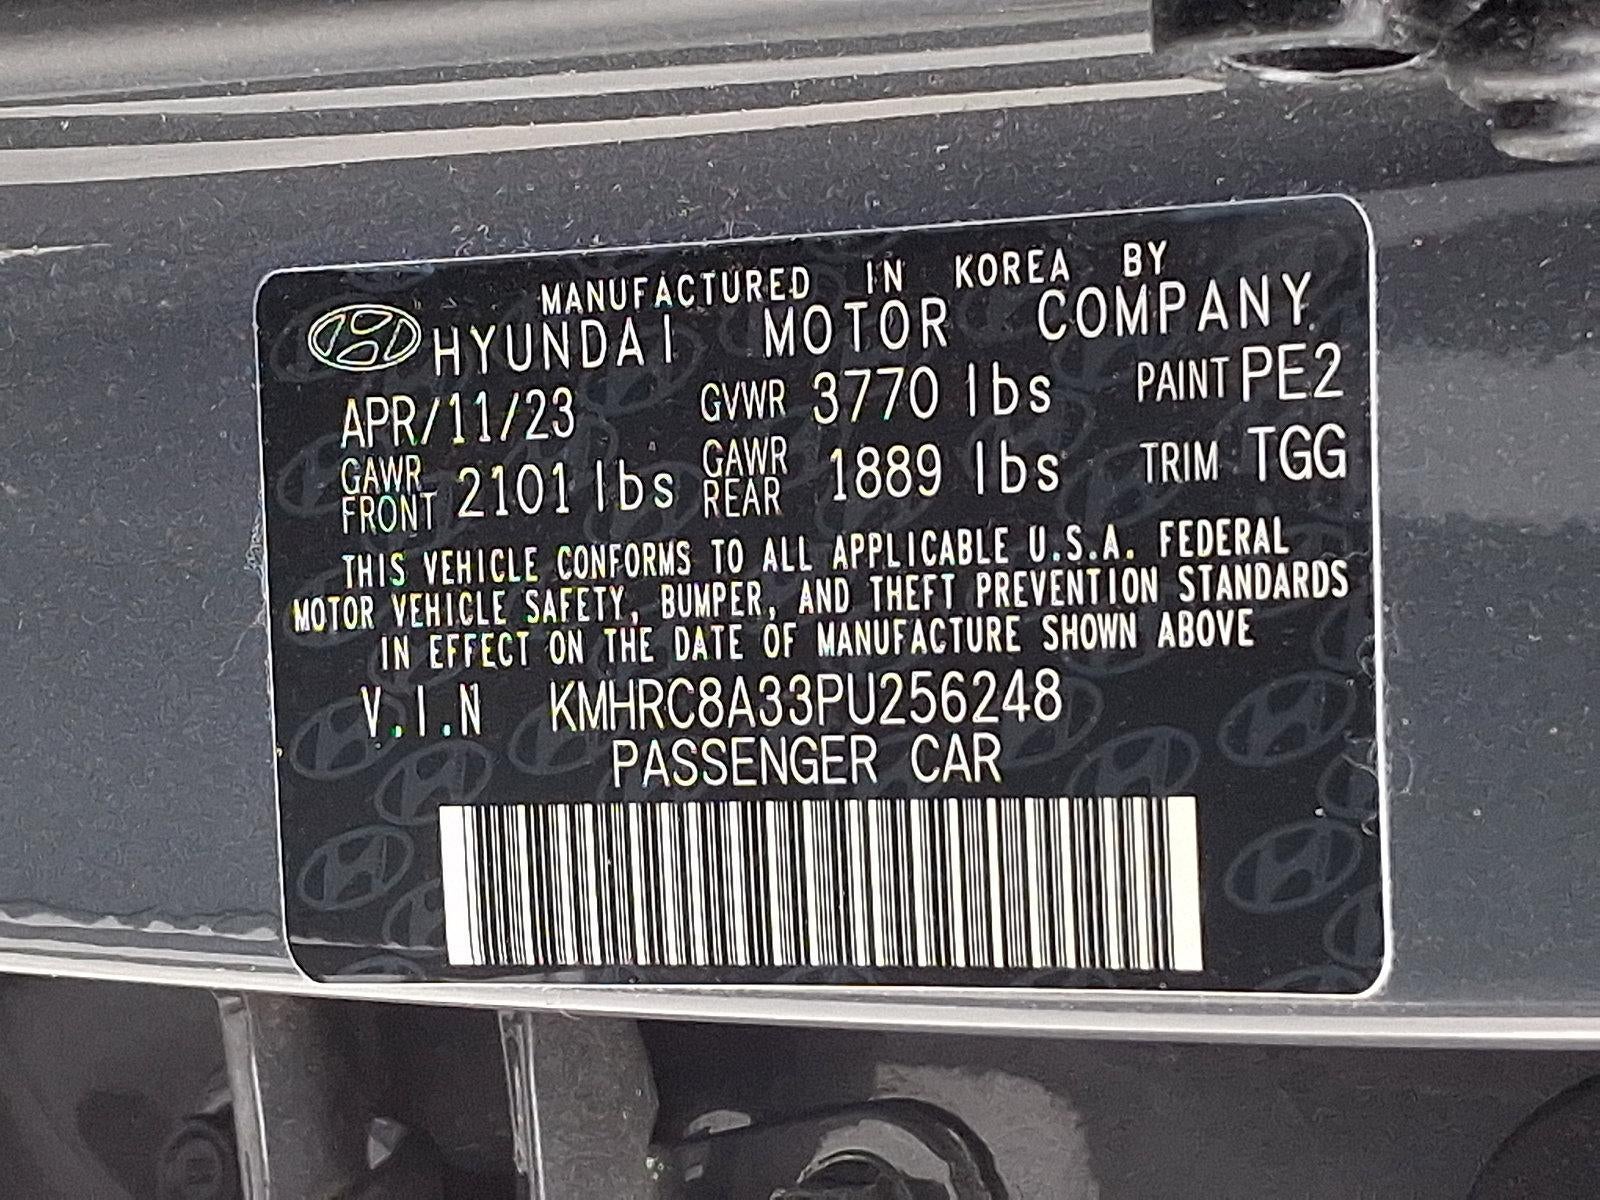 MANUFACTURED IN KOREA BY
HYUNDAI MOTOR COMPANY
APR/11/23 GVWR 3770 lbs PAINT PE2
GAWR FRONT 2101 lbs GAWR REAR 1889 lbs TRIM TGG
THIS VEHICLE CONFORMS TO ALL APPLICABLE U.S.A. FEDERAL
MOTOR VEHICLE SAFETY, BUMPER, AND THEFT PREVENTION STANDARDS
IN EFFECT ON THE DATE OF MANUFACTURE SHOWN ABOVE
V.I.N KMHRC8A33PU256248
PASSENGER CAR